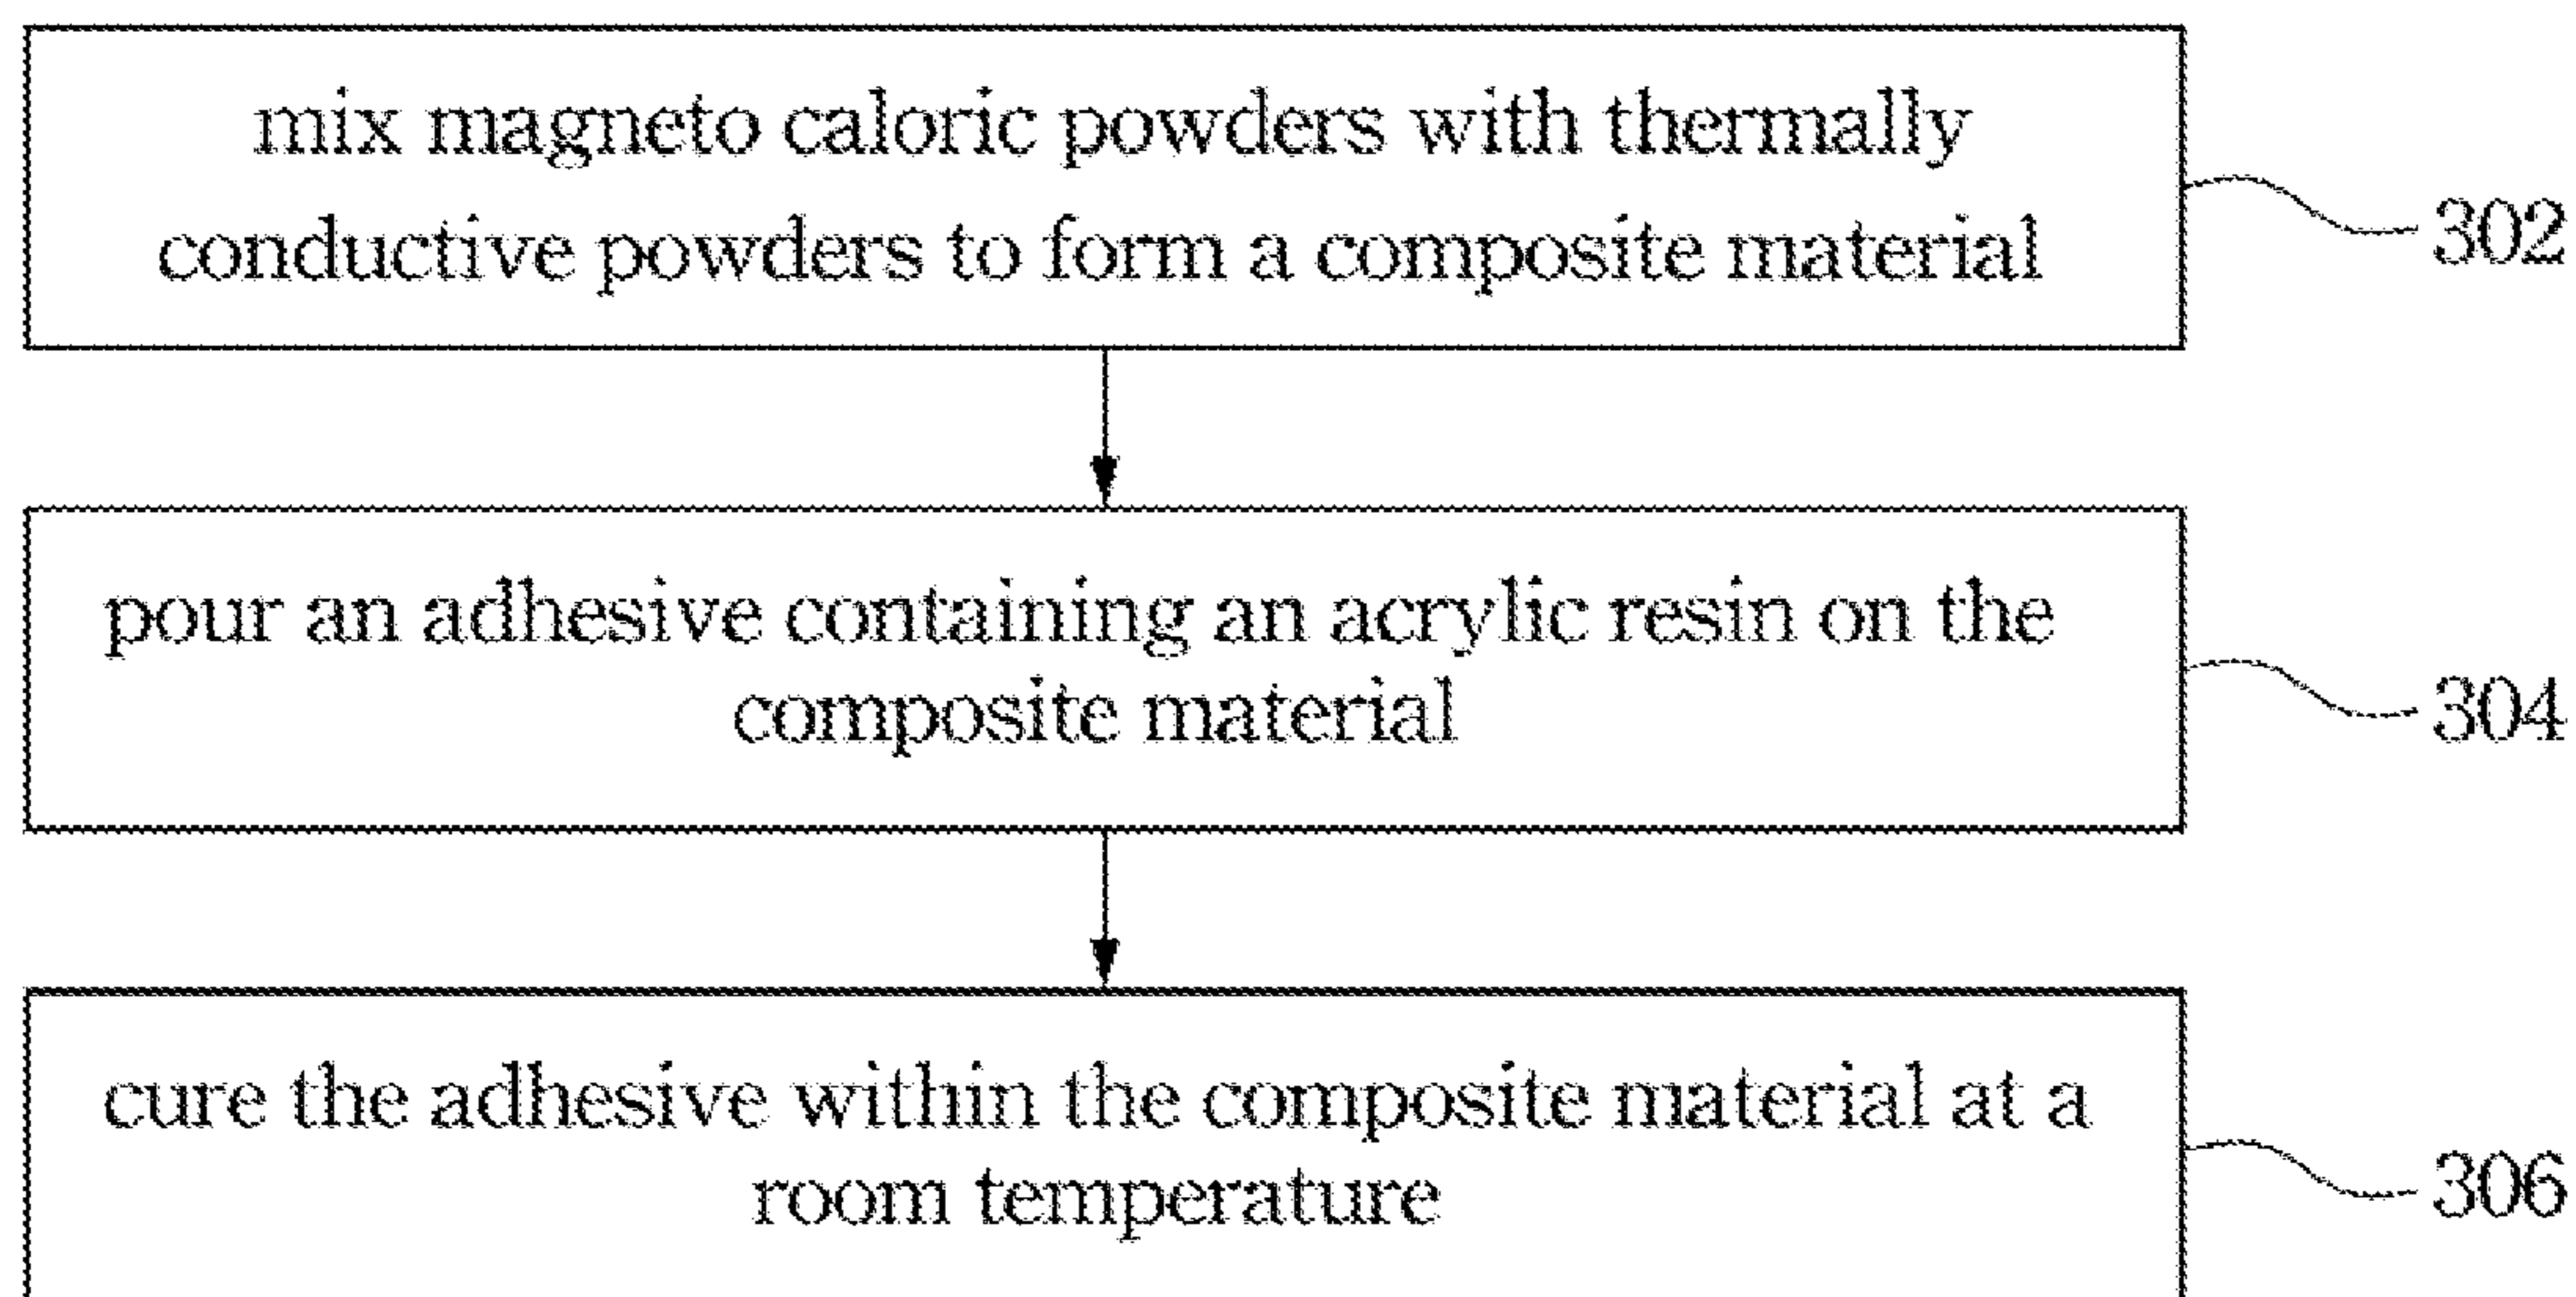 mix magneto caloric powders with thermally
conductive powders to form a composite material
302
pour an adhesive containing an acrylic resin on the
composite material
304
cure the adhesive within the composite material at a
room temperature
306